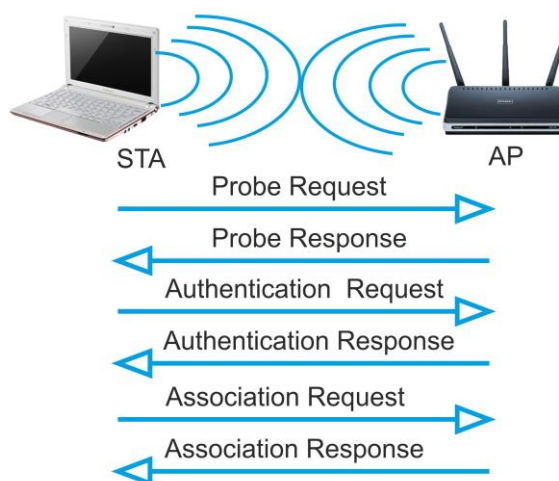 STA
AP
Probe Request
Probe Response
Authentication Request
Authentication Response
Association Request
Association Response